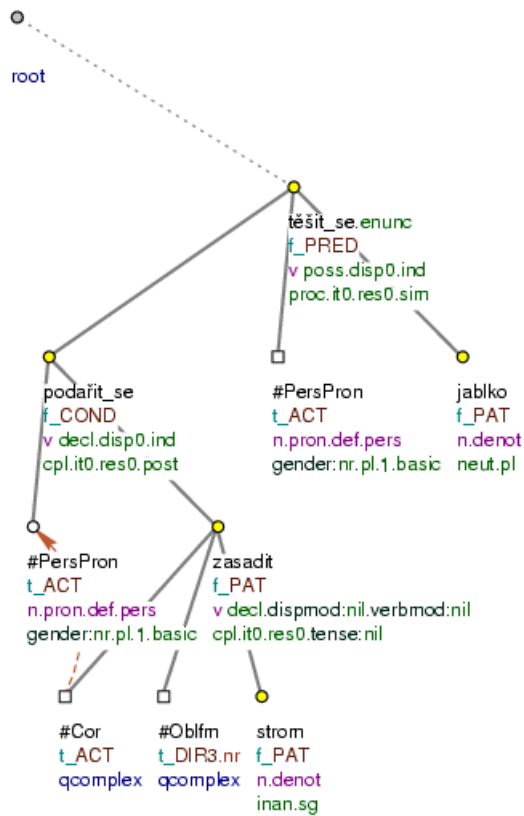 root
těšit_se.enunc
f_PRED
v poss.disp0.ind
proc.it0.res0.sim
podařit_se
f_COND
v decl.disp0.ind
cpl.it0.res0.post
#PersPron
t_ACT
n.pron.def.pers
gender:nr.pl.1.basic
jablko
f_PAT
n.denot
neut.pl
#PersPron
t_ACT
n.pron.def.pers
gender:nr.pl.1.basic
zasadit
f_PAT
v decl.dispmod:nil.verbmod:nil
cpl.it0.res0.tense:nil
#Cor
t_ACT
qcomplex
#Oblfm
t_DIR3.nr
qcomplex
strom
f_PAT
n.denot
inan.sg